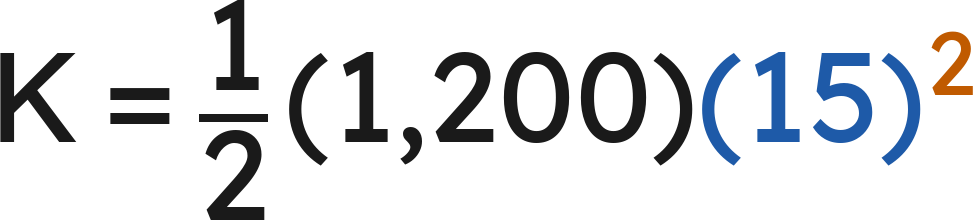 K = 1/2 (1,200)(15)²